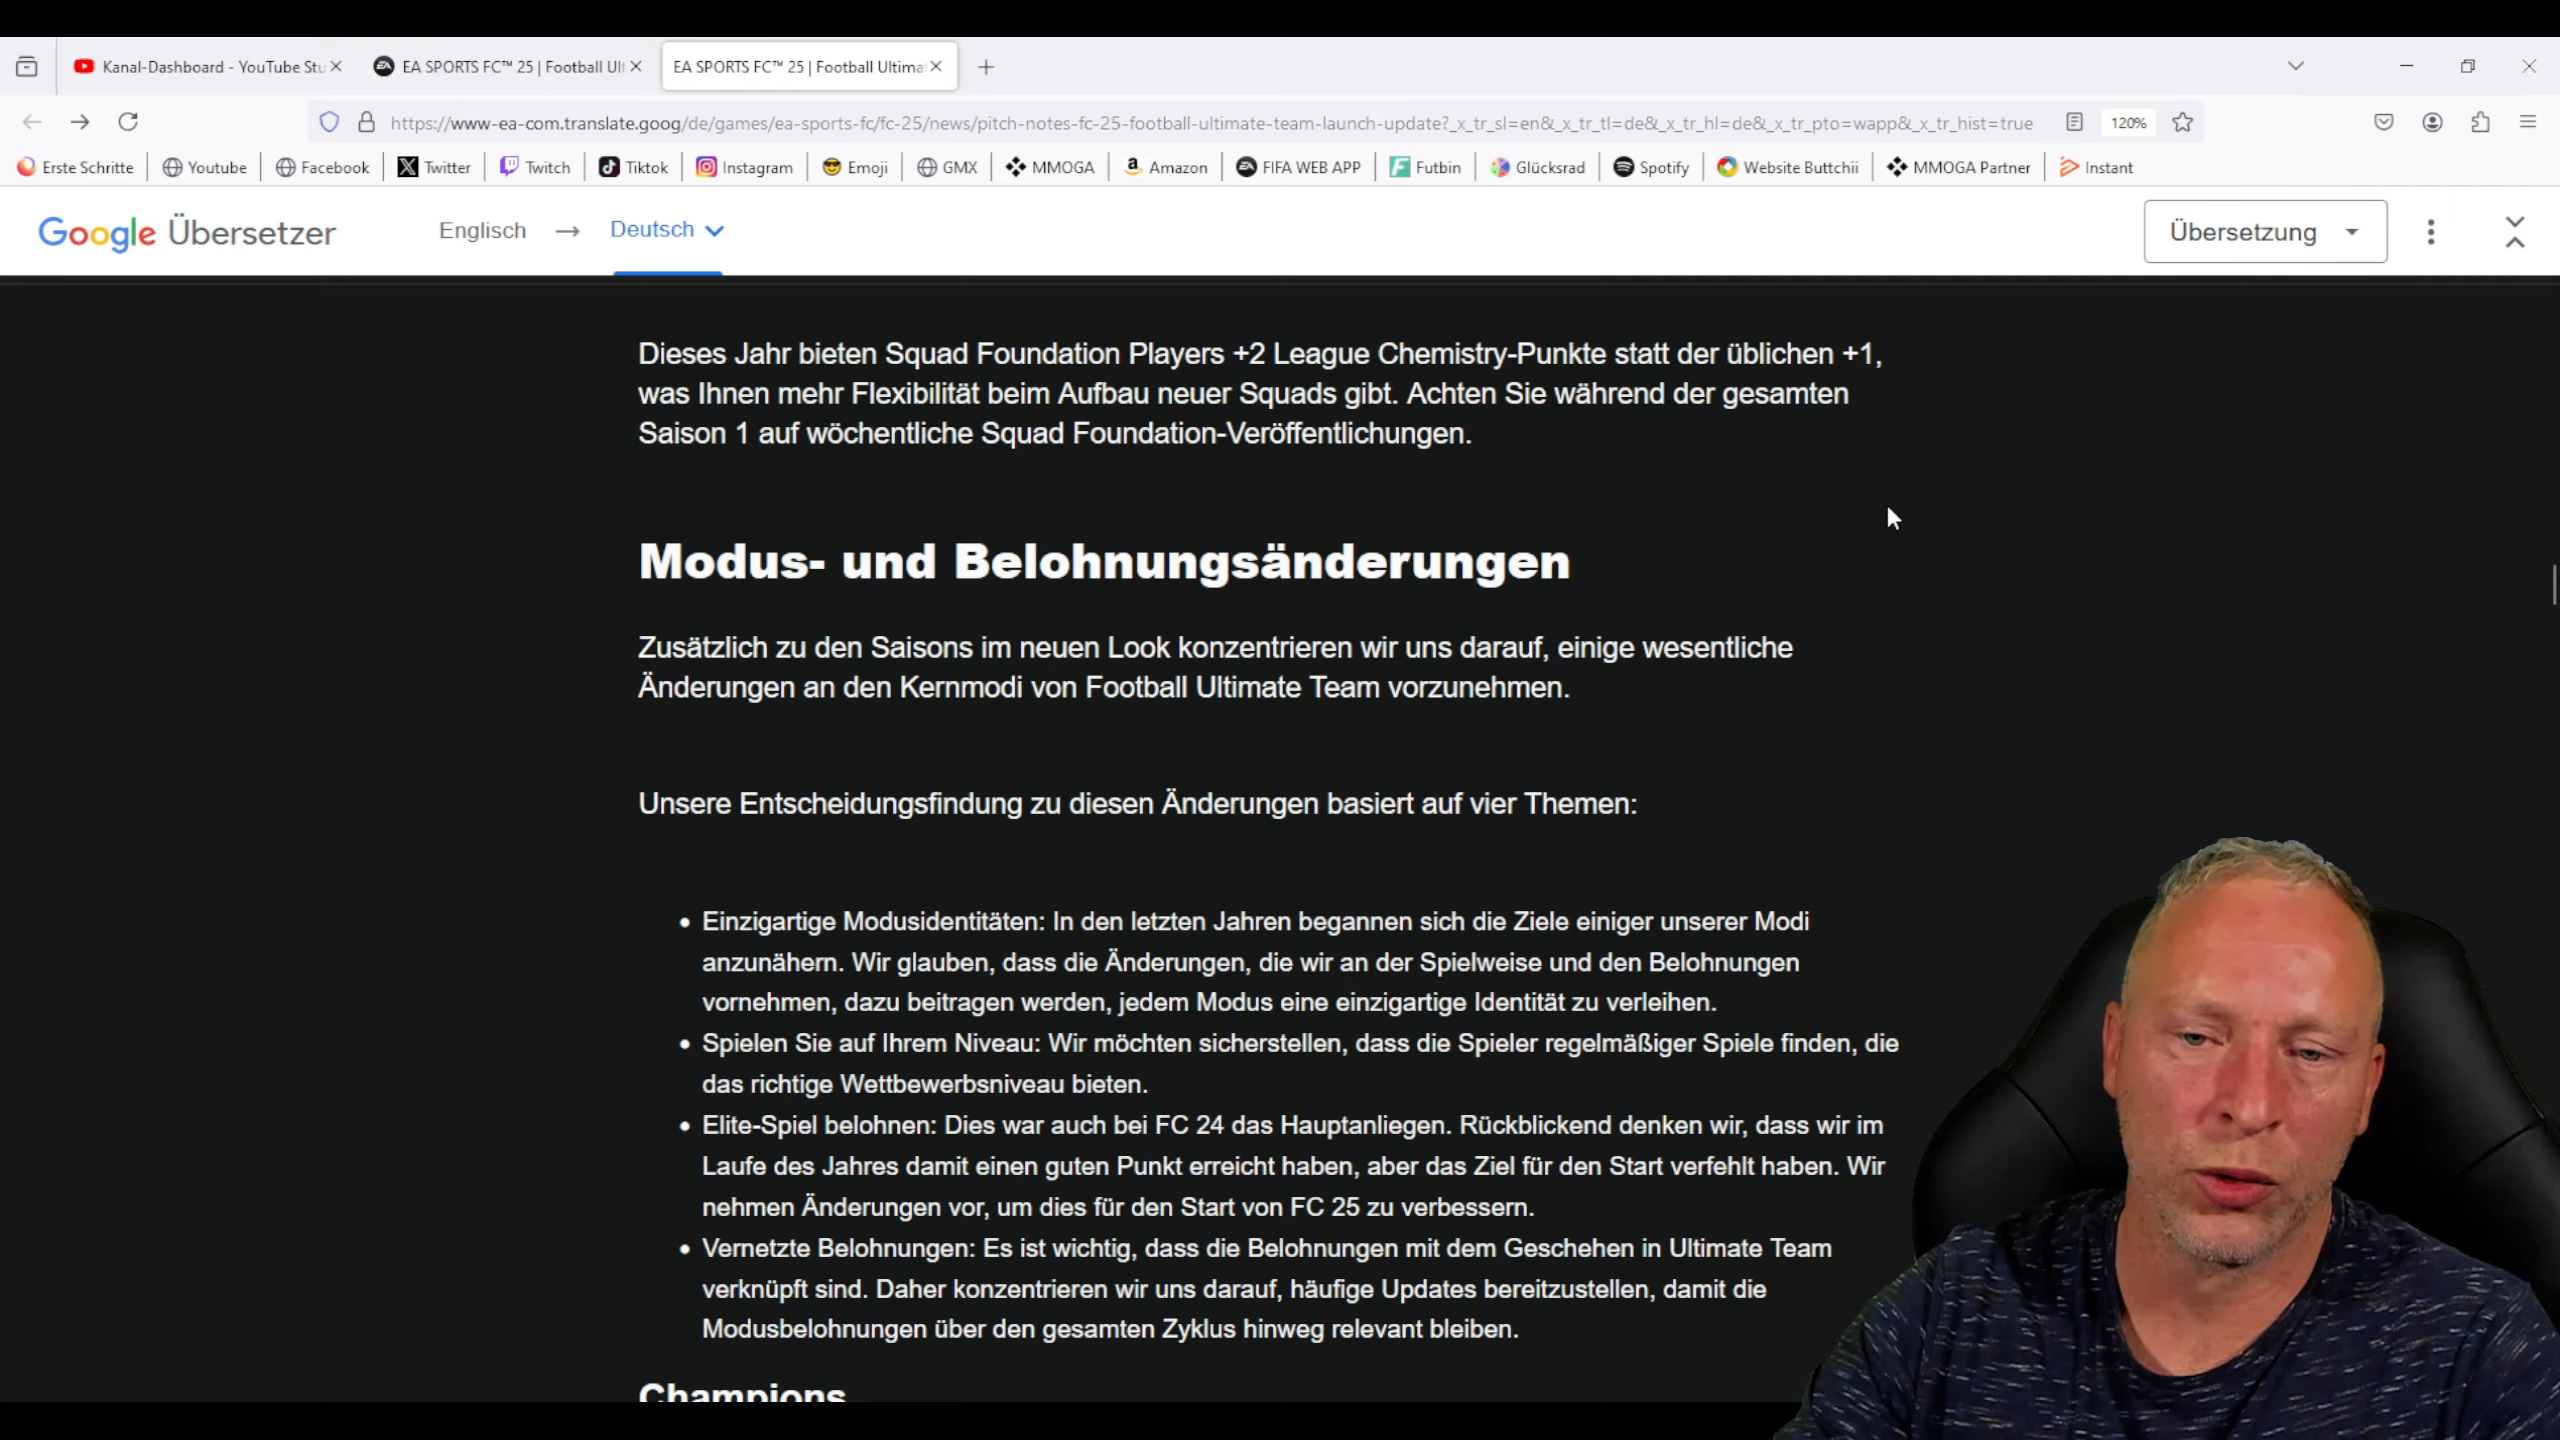 Kanal-Dashboard - YouTube Stu
EA SPORTS FC™ 25 | Football Ult
EA SPORTS FC™ 25 | Football Ultima
https://www-ea-com.translate.goog/de/games/ea-sports-fc/fc-25/news/pitch-notes-fc-25-football-ultimate-team-launch-update?_x_tr_sl=en&_x_tr_tl=de&_x_tr_hl=de&_x_tr_pto=wapp&_x_tr_hist=true
120%
Erste Schritte
Youtube
Facebook
Twitter
Twitch
Tiktok
Instagram
Emoji
GMX
MMOGA
Amazon
FIFA WEB APP
Futbin
Glücksrad
Spotify
Website Buttchii
MMOGA Partner
Instant
Google Übersetzer
Englisch → Deutsch
Übersetzung
Dieses Jahr bieten Squad Foundation Players +2 League Chemistry-Punkte statt der üblichen +1,
was Ihnen mehr Flexibilität beim Aufbau neuer Squads gibt. Achten Sie während der gesamten
Saison 1 auf wöchentliche Squad Foundation-Veröffentlichungen.
Modus- und Belohnungsänderungen
Zusätzlich zu den Saisons im neuen Look konzentrieren wir uns darauf, einige wesentliche
Änderungen an den Kernmodi von Football Ultimate Team vorzunehmen.
Unsere Entscheidungsfindung zu diesen Änderungen basiert auf vier Themen:
• Einzigartige Modusidentitäten: In den letzten Jahren begannen sich die Ziele einiger unserer Modi
anzunähern. Wir glauben, dass die Änderungen, die wir an der Spielweise und den Belohnungen
vornehmen, dazu beitragen werden, jedem Modus eine einzigartige Identität zu verleihen.
• Spielen Sie auf Ihrem Niveau: Wir möchten sicherstellen, dass die Spieler regelmäßiger Spiele finden, die
das richtige Wettbewerbsniveau bieten.
• Elite-Spiel belohnen: Dies war auch bei FC 24 das Hauptanliegen. Rückblickend denken wir, dass wir im
Laufe des Jahres damit einen guten Punkt erreicht haben, aber das Ziel für den Start verfehlt haben. Wir
nehmen Änderungen vor, um dies für den Start von FC 25 zu verbessern.
• Vernetzte Belohnungen: Es ist wichtig, dass die Belohnungen mit dem Geschehen in Ultimate Team
verknüpft sind. Daher konzentrieren wir uns darauf, häufige Updates bereitzustellen, damit die
Modusbelohnungen über den gesamten Zyklus hinweg relevant bleiben.
Champions